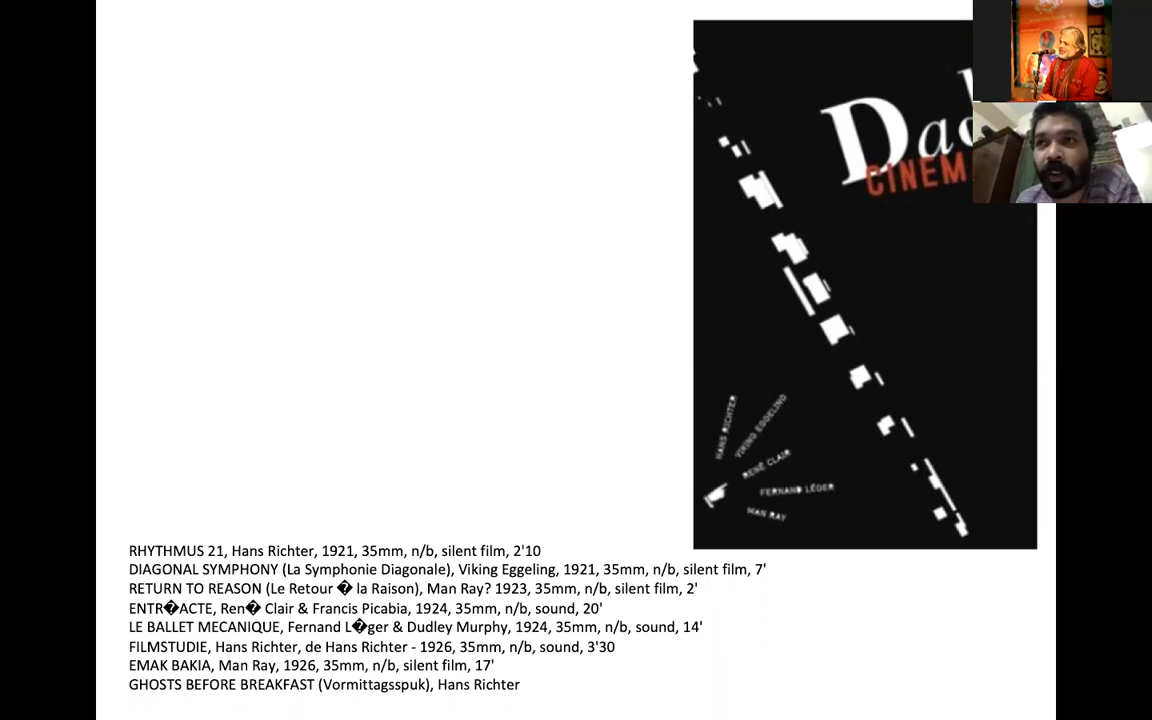 Dad
CINEM
HANS RICHTER
VIKING EGGELING
RENÉ CLAIR
FERNAND LÉGER
MAN RAY
RHYTHMUS 21, Hans Richter, 1921, 35mm, n/b, silent film, 2'10
DIAGONAL SYMPHONY (La Symphonie Diagonale), Viking Eggeling, 1921, 35mm, n/b, silent film, 7'
RETURN TO REASON (Le Retour � la Raison), Man Ray? 1923, 35mm, n/b, silent film, 2'
ENTR�ACTE, Ren� Clair & Francis Picabia, 1924, 35mm, n/b, sound, 20'
LE BALLET MECANIQUE, Fernand L�ger & Dudley Murphy, 1924, 35mm, n/b, sound, 14'
FILMSTUDIE, Hans Richter, de Hans Richter - 1926, 35mm, n/b, sound, 3'30
EMAK BAKIA, Man Ray, 1926, 35mm, n/b, silent film, 17'
GHOSTS BEFORE BREAKFAST (Vormittagsspuk), Hans Richter